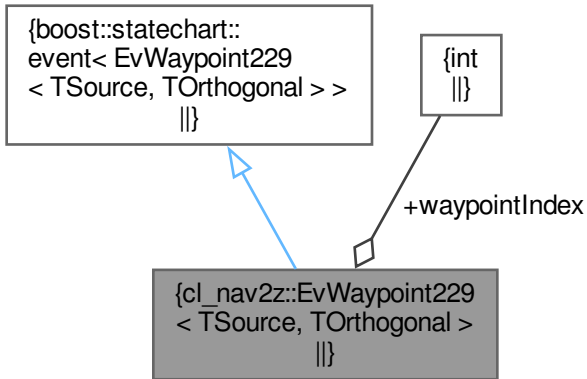 {boost::statechart::
event< EvWaypoint229
< TSource, TOrthogonal > >
||}
{int
||}
+waypointIndex
{cl_nav2z::EvWaypoint229
< TSource, TOrthogonal >
||}